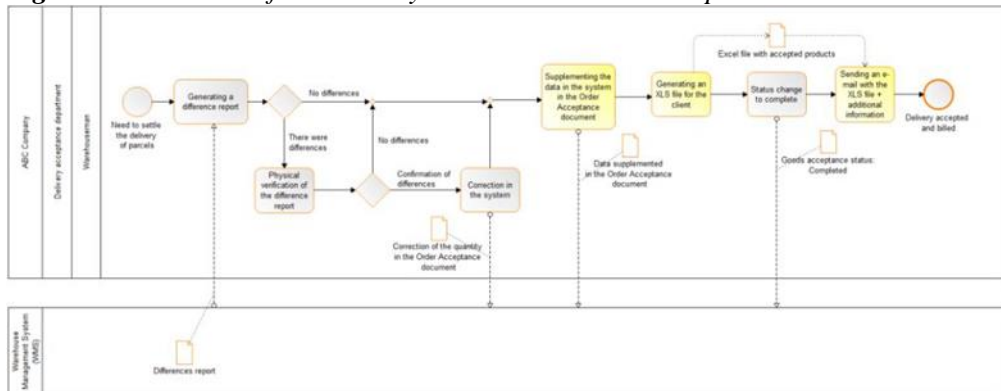 ABC Company
Delivery acceptance department
Warehouseman
Need to settle
the delivery
of parcels
Generating a
difference report
No differences
There were
differences
Physical
verification of
the difference
report
No differences
Confirmation of
differences
Correction in
the system
Correction of the quantity
in the Order Acceptance
document
Supplementing the
data in the system
in the Order
Acceptance
document
Data supplemented
in the Order Acceptance
document
Generating an
XLS file for the
client
Excel file with accepted products
Status change
to complete
Goods acceptance status:
Completed
Sending an e-
mail with the
XLS file +
additional
information
Delivery accepted
and billed
Warehouse
Management System
(WMS)
Differences report